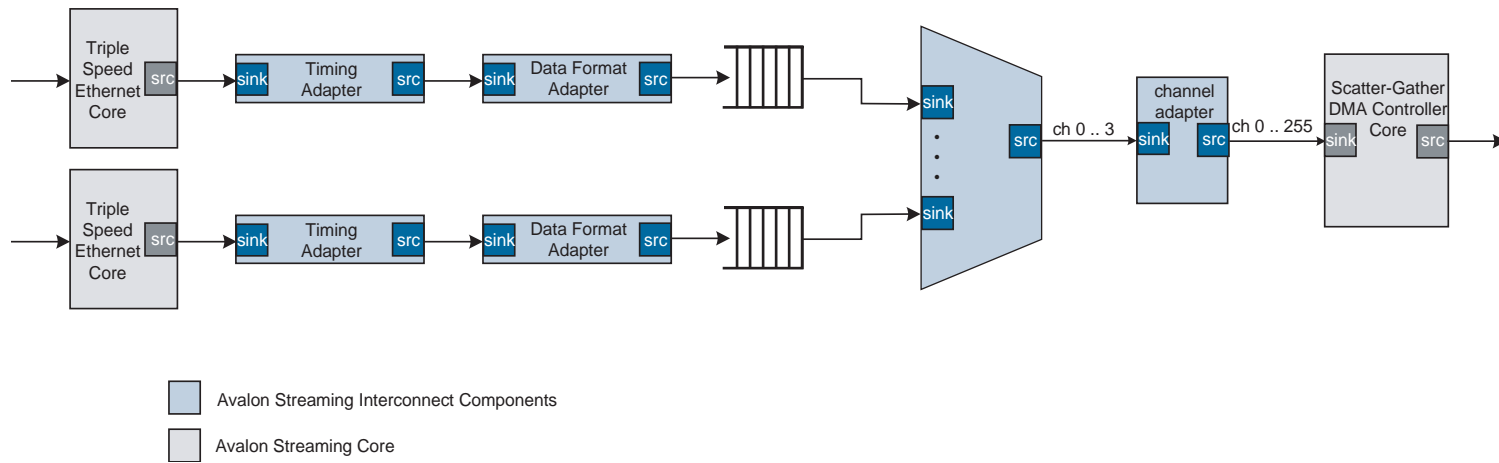 Triple
Speed
Ethernet
Core
src
sink
Timing
Adapter
src
sink
Data Format
Adapter
src
sink
sink
src
ch 0 .. 3
channel
adapter
sink
src
ch 0 .. 255
Scatter-Gather
DMA Controller
Core
sink
src
Triple
Speed
Ethernet
Core
src
sink
Timing
Adapter
src
sink
Data Format
Adapter
src
Avalon Streaming Interconnect Components
Avalon Streaming Core